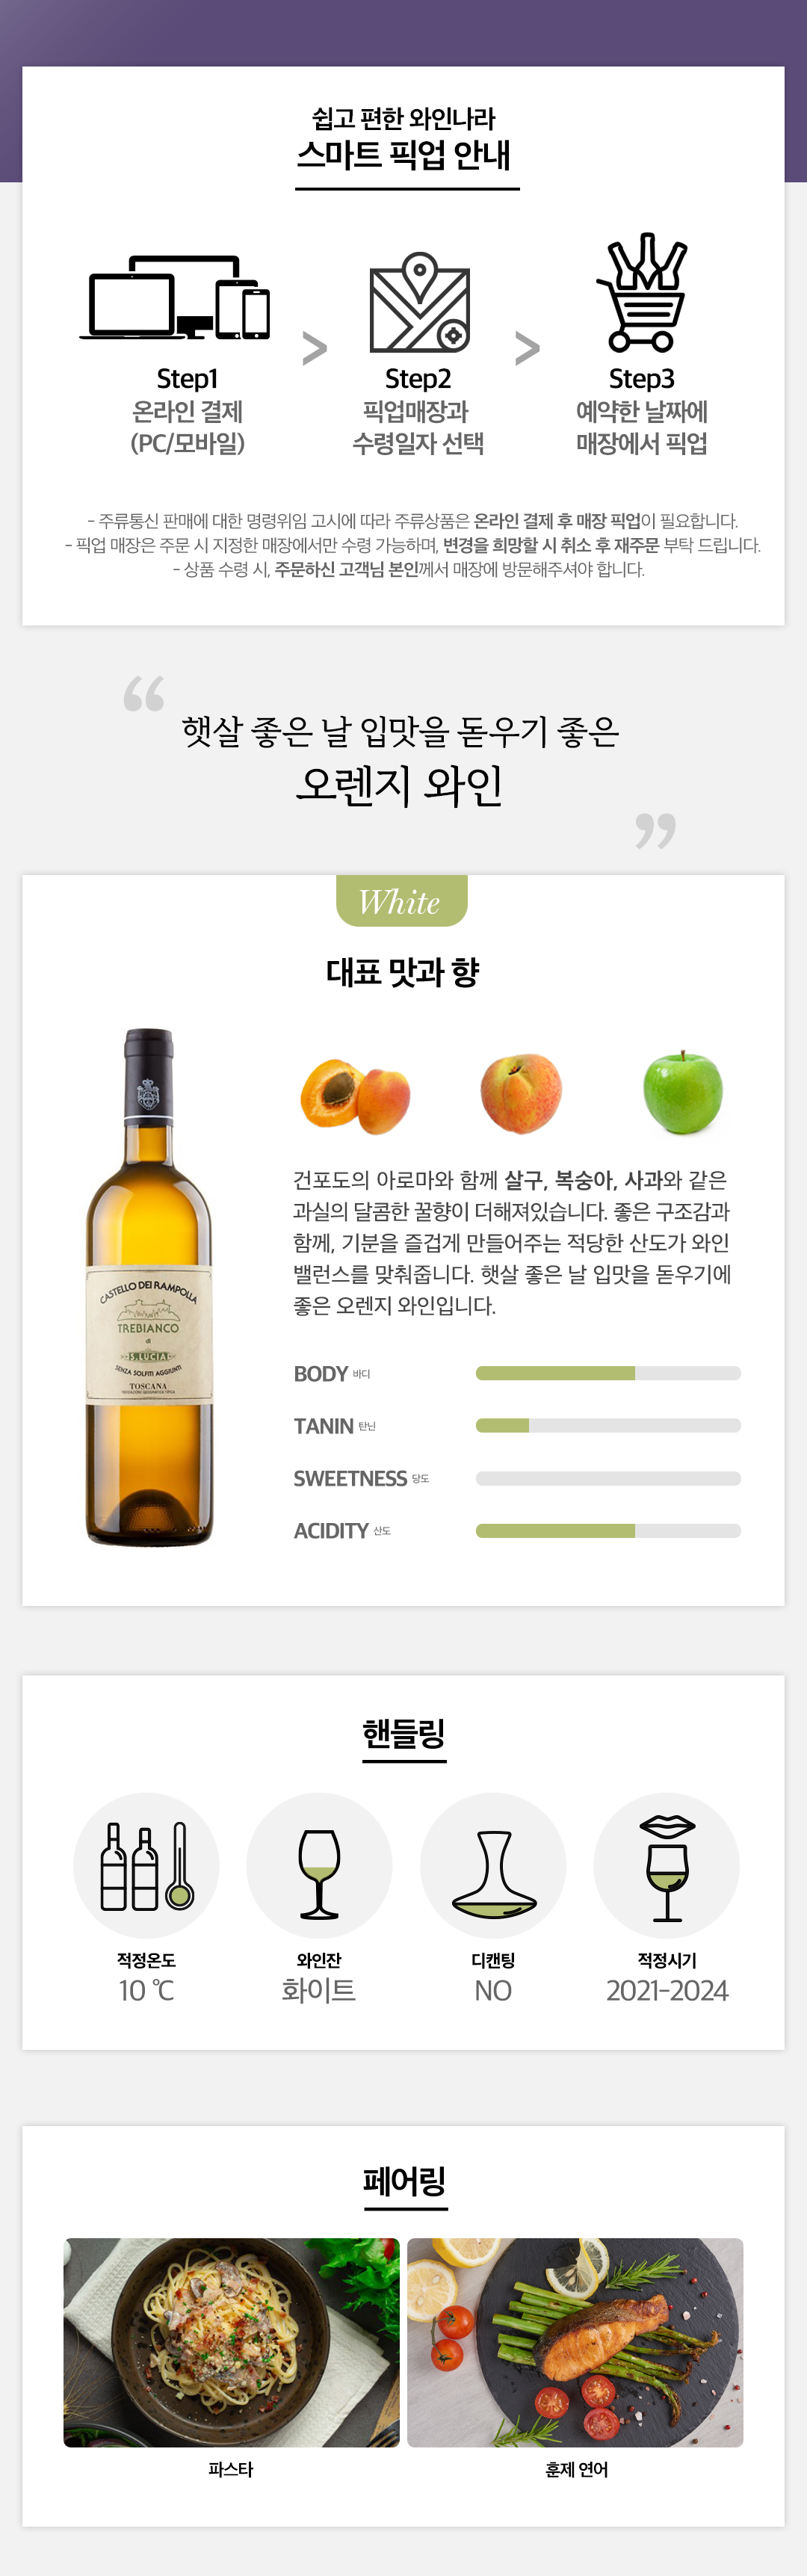 쉽고 편한 와인나라
스마트 픽업 안내
>
>
Step1
Step2
Step3
온라인 결제
픽업매장과
예약한 날짜에
(PC/모바일)
수령일자 선택
매장에서 픽업
- 주류통신 판매에 대한 명령위임 고시에 따라 주류상품은 온라인 결제 후 매장 픽업이 필요합니다.
- 픽업 매장은 주문 시 지정한 매장에서만 수령 가능하며, 변경을 희망할 시 취소 후 재주문 부탁 드립니다.
- 상품 수령 시, 주문하신 고객님 본인께서 매장에 방문해주셔야 합니다.
“
햇살 좋은 날 입맛을 돋우기 좋은
오렌지 와인
”
White
대표 맛과 향
건포도의 아로마와 함께 살구, 복숭아, 사과와 같은
과실의 달콤한 꿀향이 더해져있습니다. 좋은 구조감과
함께, 기분을 즐겁게 만들어주는 적당한 산도가 와인
밸런스를 맞춰줍니다. 햇살 좋은 날 입맛을 돋우기에
좋은 오렌지 와인입니다.
CASTELLO DEI RAMPOLLA
TREBIANCO
di
S. LUCIA
SENZA SOLFITI AGGIUNTI
TOSCANA
INDICAZIONE GEOGRAFICA TIPICA
BODY 바디
TANIN 탄닌
SWEETNESS 당도
ACIDITY 산도
핸들링
적정온도
와인잔
디캔팅
적정시기
10 ℃
화이트
NO
2021-2024
페어링
파스타
훈제 연어